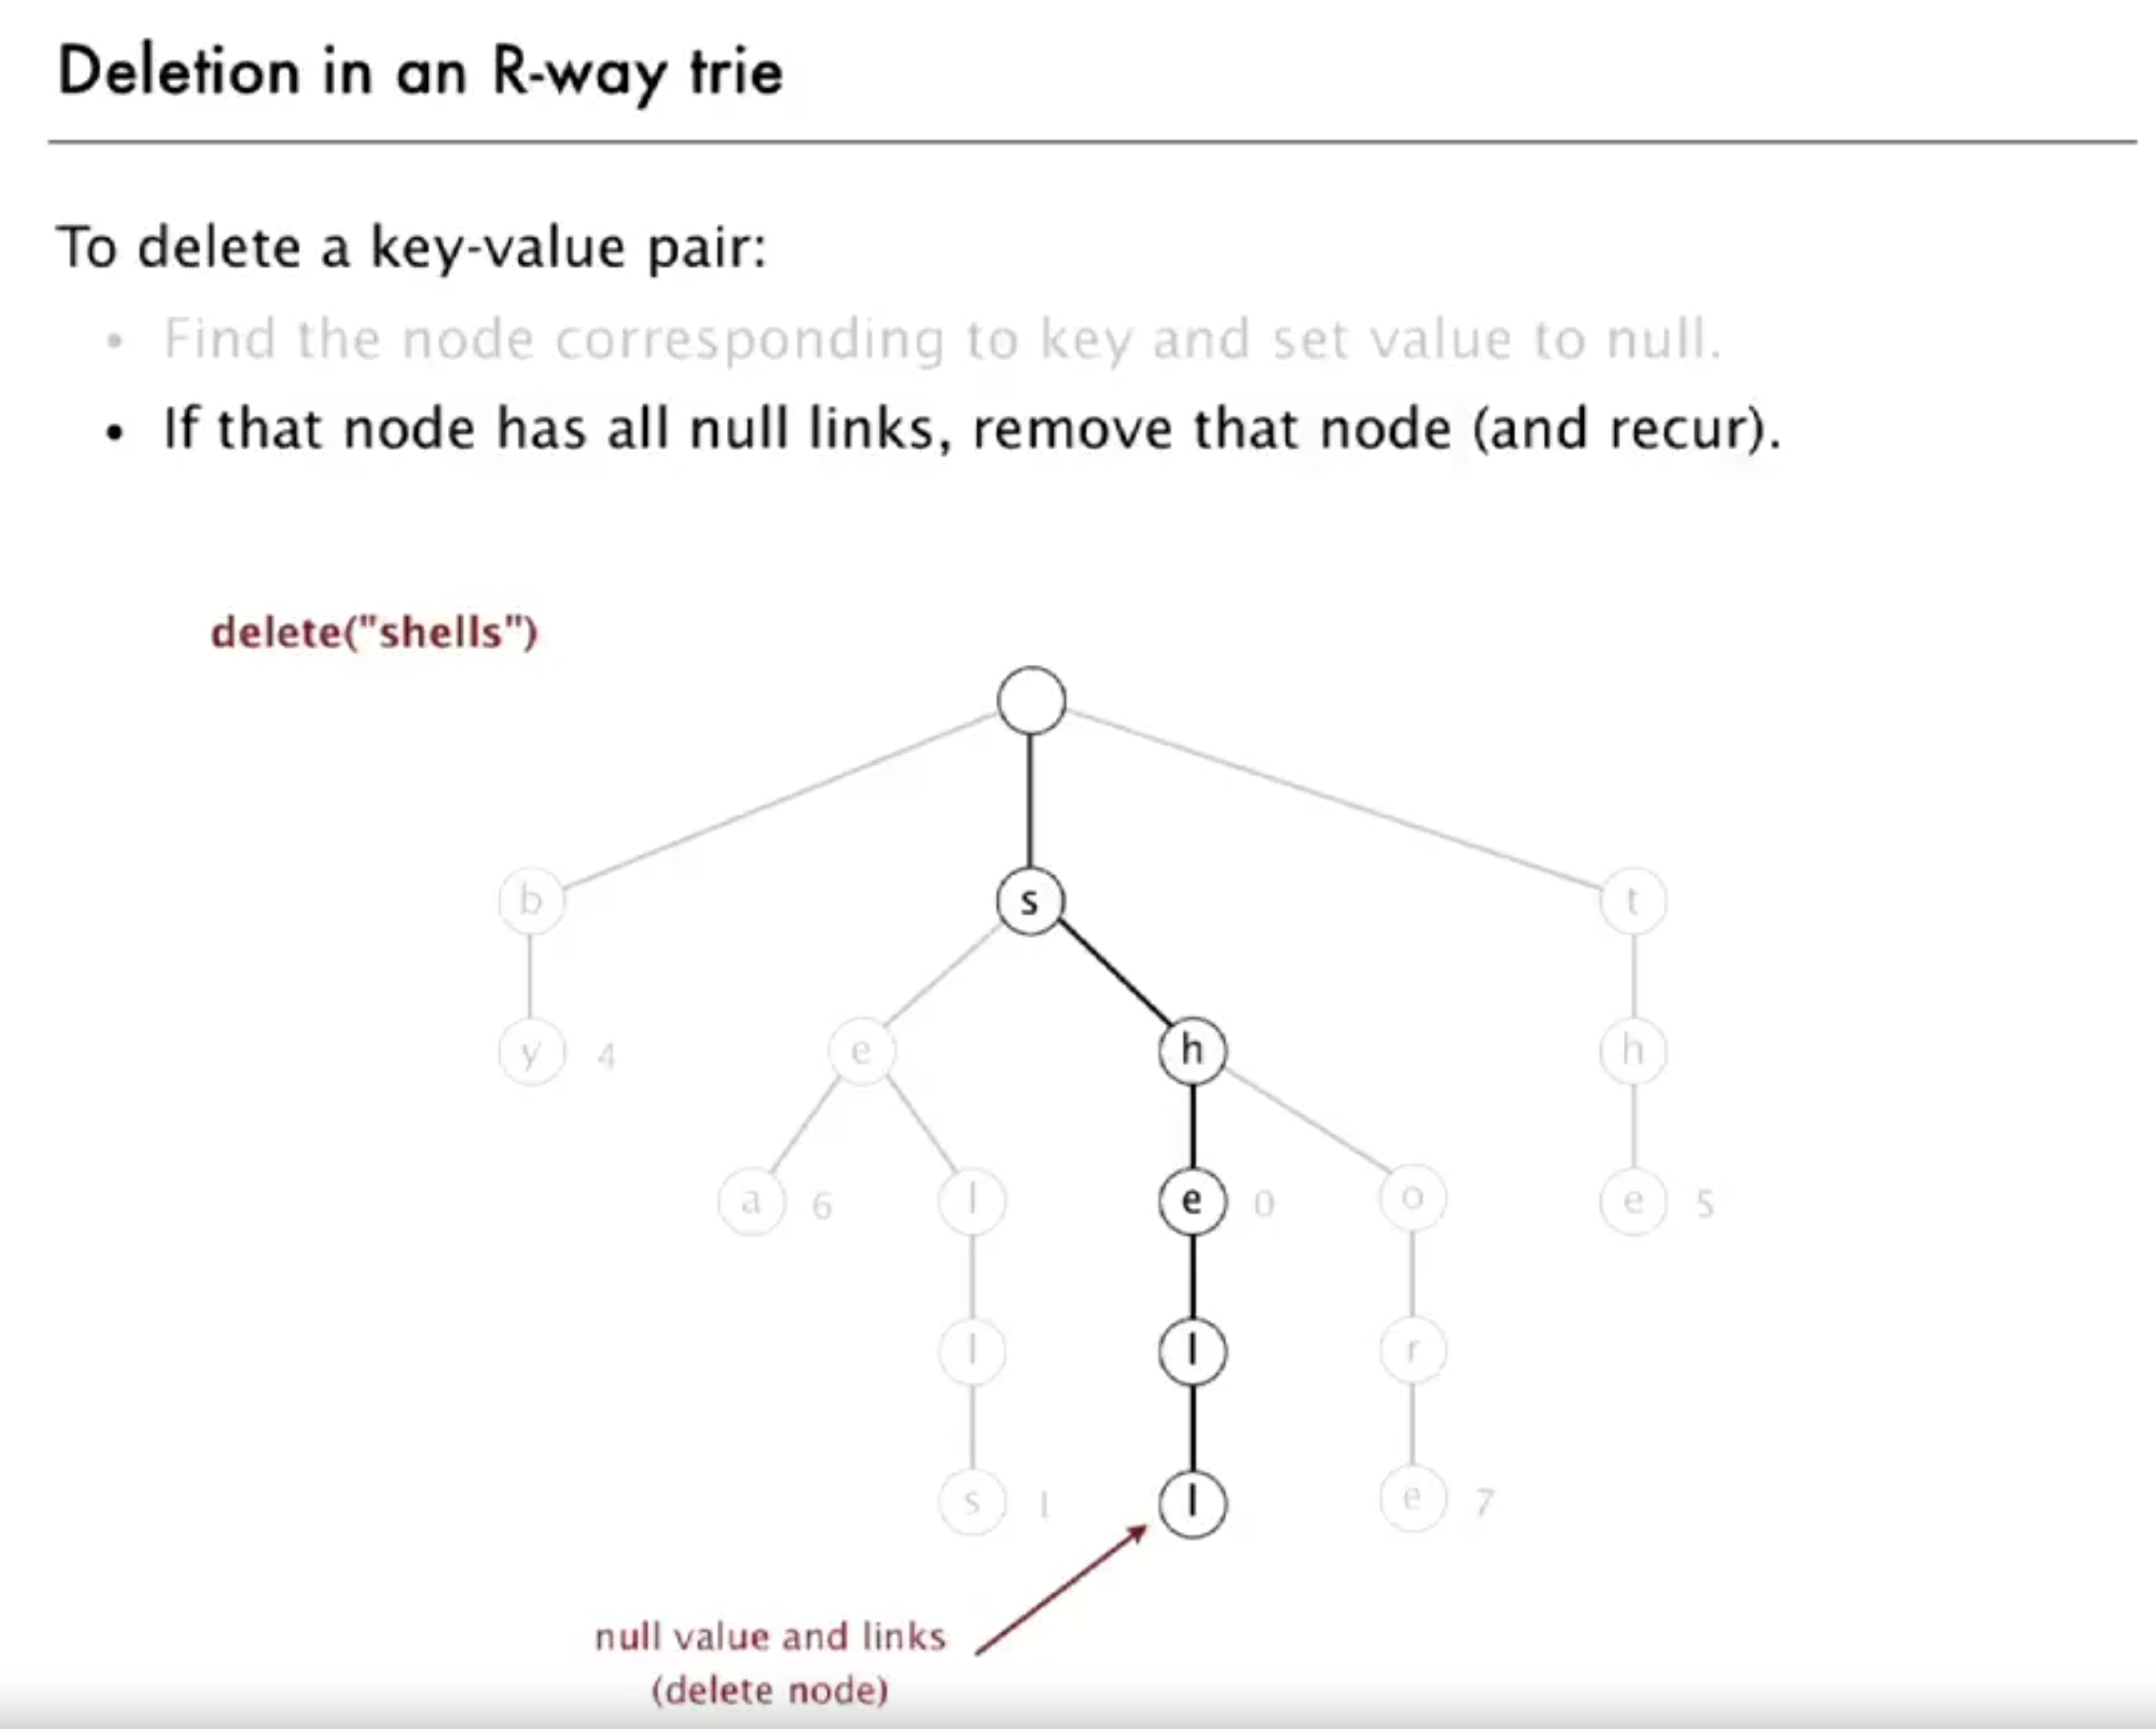 Deletion in an R-way trie
To delete a key-value pair:
• Find the node corresponding to key and set value to null.
• If that node has all null links, remove that node (and recur).
delete("shells")
b s t
y 4 e h h
a 6 l e 0 o e 5
l l r
s 1 l e 7
null value and links
(delete node)